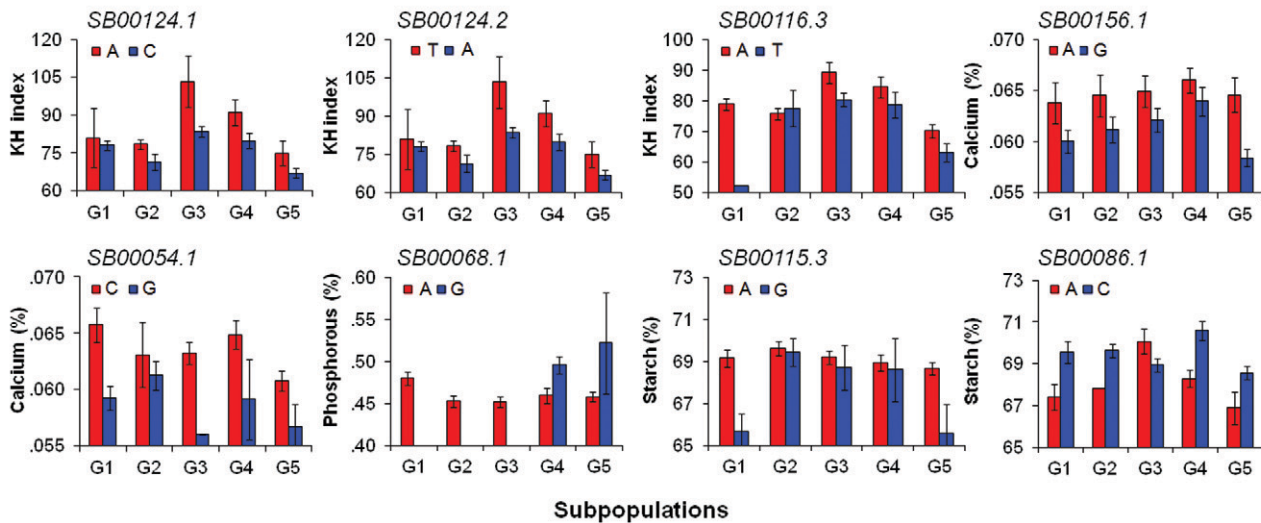 SB00124.1
SB00124.2
SB00116.3
SB00156.1
KH index
120
105
90
75
60
A C
G1 G2 G3 G4 G5
KH index
120
105
90
75
60
T A
G1 G2 G3 G4 G5
KH index
100
90
80
70
60
50
A T
G1 G2 G3 G4 G5
Calcium (%)
.070
.065
.060
.055
A G
G1 G2 G3 G4 G5
SB00054.1
SB00068.1
SB00115.3
SB00086.1
Calcium (%)
.070
.065
.060
.055
C G
G1 G2 G3 G4 G5
Phosphorous (%)
.60
.50
.45
.40
A G
G1 G2 G3 G4 G5
Starch (%)
73
71
69
67
65
A G
G1 G2 G3 G4 G5
Starch (%)
73
71
69
67
65
A C
G1 G2 G3 G4 G5
Subpopulations